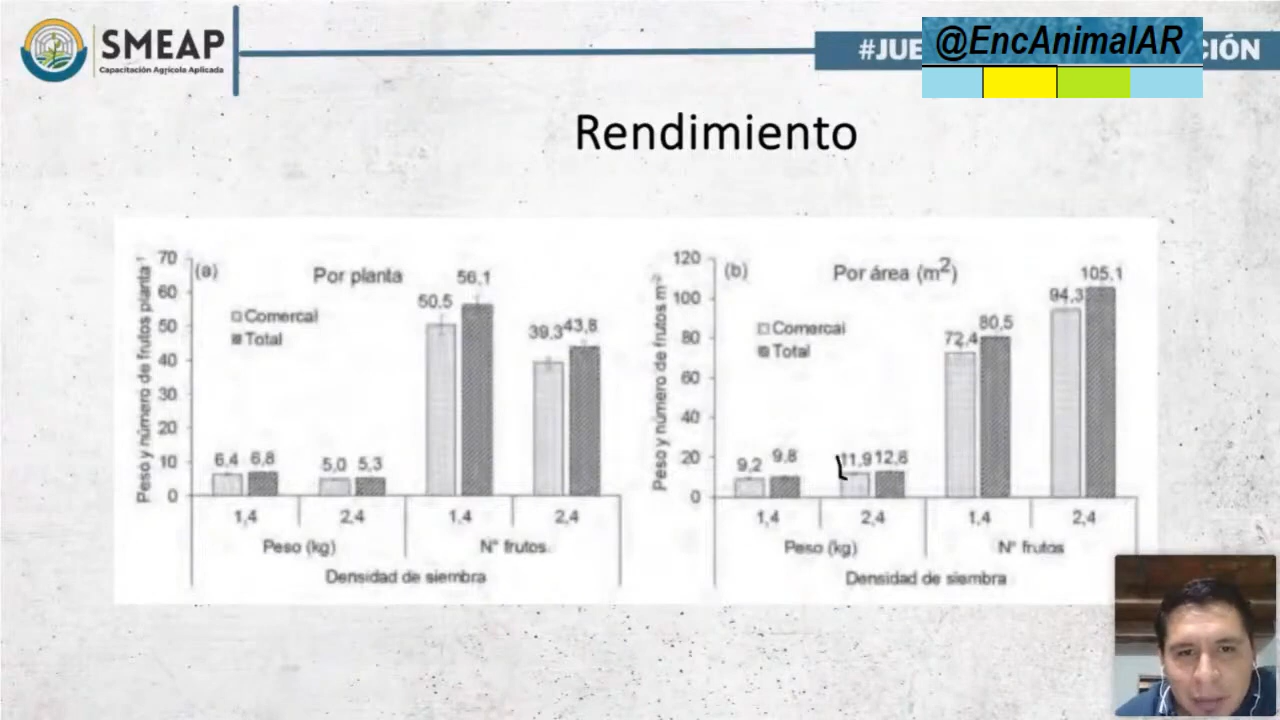 SMEAP
Capacitación Agrícola Aplicada
#JUE
CIÓN
@EncAnimalAR
Rendimiento
(a)
Por planta
Comercal
Total
Peso y número de frutos planta⁻¹
70
60
50
40
30
20
10
0
6,4 6,8 5,0 5,3 50,5 56,1 39,3 43,8
1,4 2,4 1,4 2,4
Peso (kg) N° frutos
Densidad de siembra
(b)
Por área (m²)
Comercal
Total
Peso y número de frutos m⁻²
120
100
80
60
40
20
0
9,2 9,8 11,9 12,8 72,4 80,5 94,3 105,1
1,4 2,4 1,4 2,4
Peso (kg) N° frutos
Densidad de siembra